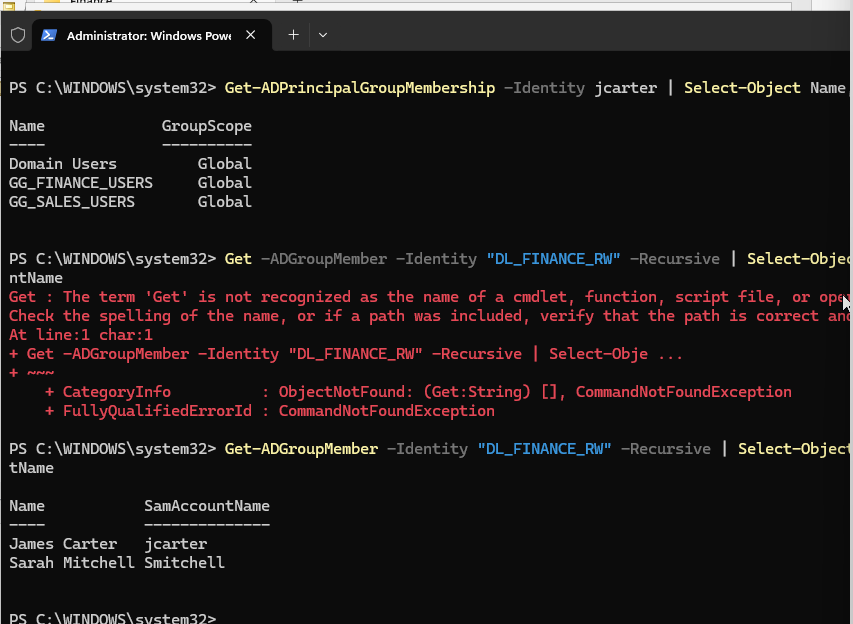 Finance
Administrator: Windows Powe
PS C:\WINDOWS\system32> Get-ADPrincipalGroupMembership -Identity jcarter | Select-Object Name,
Name GroupScope
---- ----------
Domain Users Global
GG_FINANCE_USERS Global
GG_SALES_USERS Global
PS C:\WINDOWS\system32> Get -ADGroupMember -Identity "DL_FINANCE_RW" -Recursive | Select-Objec
ntName
Get : The term 'Get' is not recognized as the name of a cmdlet, function, script file, or ope
Check the spelling of the name, or if a path was included, verify that the path is correct and
At line:1 char:1
+ Get -ADGroupMember -Identity "DL_FINANCE_RW" -Recursive | Select-Obje ...
+ ~~~
+ CategoryInfo : ObjectNotFound: (Get:String) [], CommandNotFoundException
+ FullyQualifiedErrorId : CommandNotFoundException
PS C:\WINDOWS\system32> Get-ADGroupMember -Identity "DL_FINANCE_RW" -Recursive | Select-Object
tName
Name SamAccountName
---- --------------
James Carter jcarter
Sarah Mitchell Smitchell
PS C:\WINDOWS\system32>